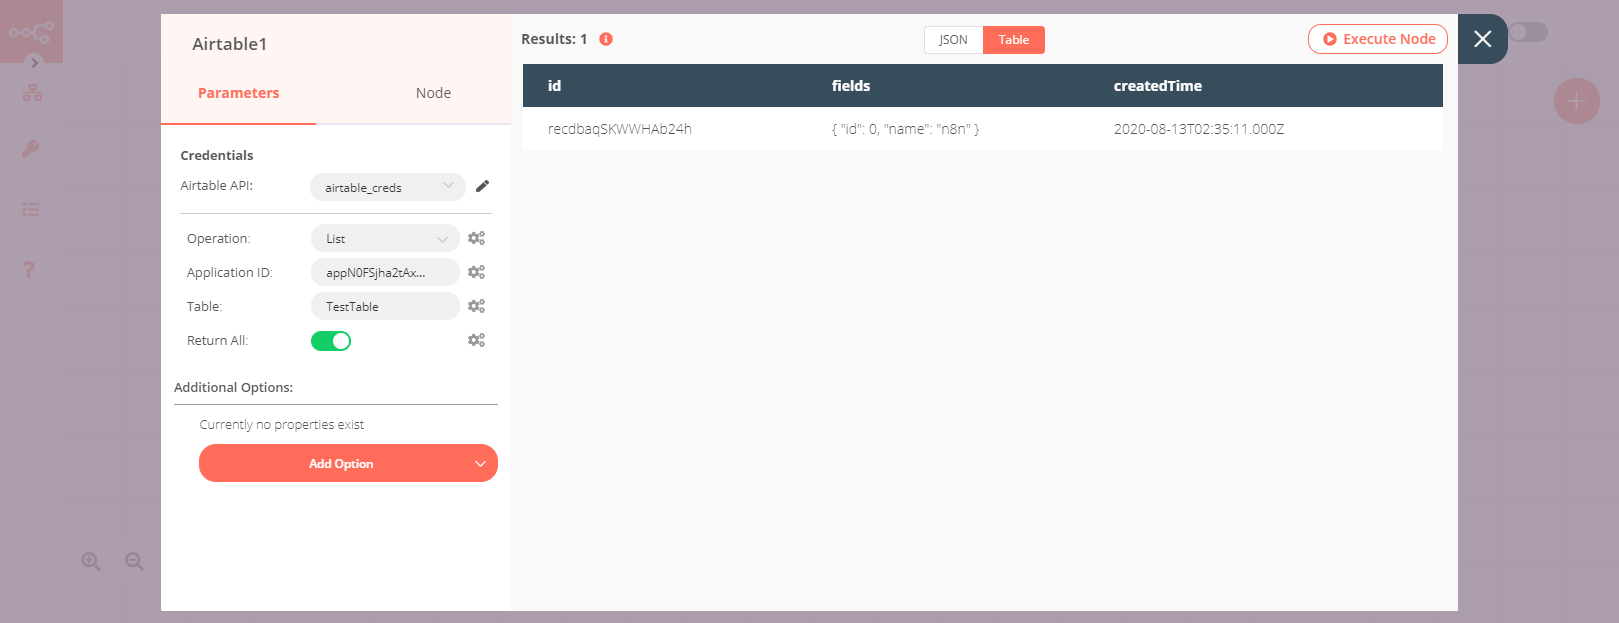 Airtable1
Parameters Node
Credentials
Airtable API: airtable_creds
Operation: List
Application ID: appN0FSjha2tAx...
Table: TestTable
Return All:
Additional Options:
Currently no properties exist
Add Option
Results: 1 JSON Table Execute Node
id fields createdTime
recdbaqSKWWHAb24h { "id": 0, "name": "n8n" } 2020-08-13T02:35:11.000Z